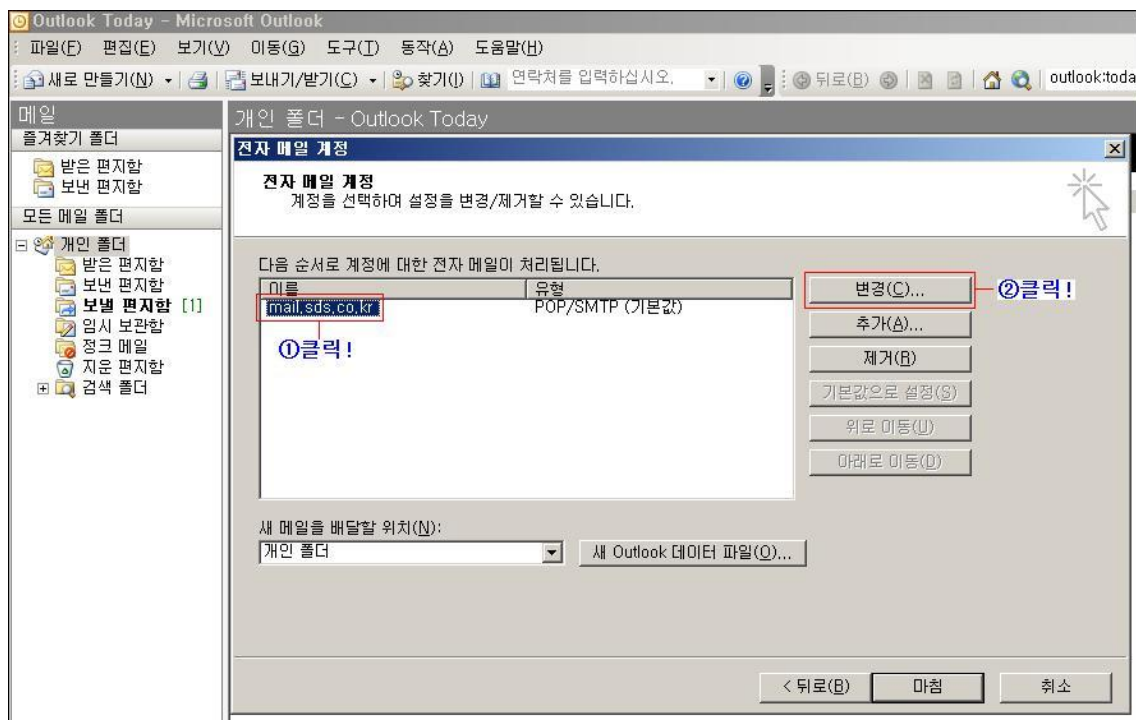 Outlook Today - Microsoft Outlook
파일(F) 편집(E) 보기(V) 이동(G) 도구(T) 동작(A) 도움말(H)
새로 만들기(N) 보내기/받기(C) 찾기(I) 연락처를 입력하십시오. 뒤로(B) outlook:toda
메일
즐겨찾기 폴더
받은 편지함
보낸 편지함
모든 메일 폴더
개인 폴더
받은 편지함
보낸 편지함
보낼 편지함 [1]
임시 보관함
정크 메일
지운 편지함
검색 폴더
개인 폴더 - Outlook Today
전자 메일 계정
전자 메일 계정
계정을 선택하여 설정을 변경/제거할 수 있습니다.
다음 순서로 계정에 대한 전자 메일이 처리됩니다.
이름 유형
mail.sds.co.kr POP/SMTP (기본값)
①클릭!
변경(C)... ②클릭!
추가(A)...
제거(R)
기본값으로 설정(S)
위로 이동(U)
아래로 이동(D)
새 메일을 배달할 위치(N):
개인 폴더 새 Outlook 데이터 파일(O)...
< 뒤로(B) 마침 취소